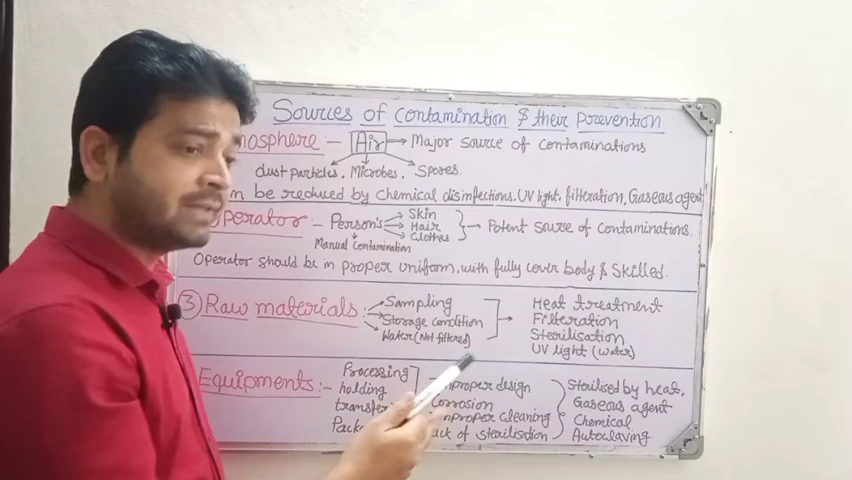 Sources of contamination & their Prevention
mosphere - Air → Major source of contaminations
dust particles, Microbes, Spores.
n be reduced by chemical disinfections, UV light, filteration, Gaseous agent
Operator :- Person's → Skin
Hair → Potent source of contaminations.
Clothes
Manual Contamination
Operator should be in proper uniform, with fully cover body & skilled.
③ Raw materials :- Sampling Heat treatment
Storage condition → Filteration
Water (Not filtered) Sterilisation
UV light (water)
Equipments :- Processing mproper design Sterilised by heat,
holding Corrosion Gaseous agent
transfer mproper cleaning Chemical
Pack ack of sterilisation Autoclaving